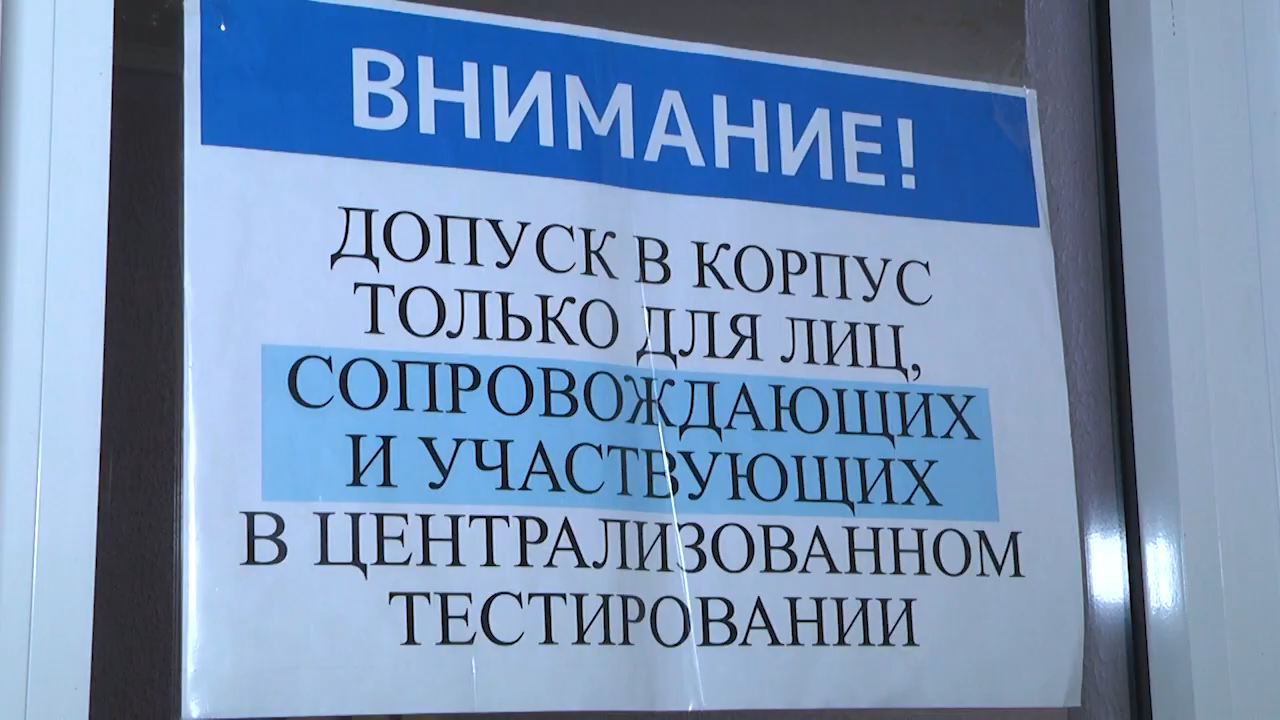 ВНИМАНИЕ!
ДОПУСК В КОРПУС
ТОЛЬКО ДЛЯ ЛИЦ,
СОПРОВОЖДАЮЩИХ
И УЧАСТВУЮЩИХ
В ЦЕНТРАЛИЗОВАННОМ
ТЕСТИРОВАНИИ